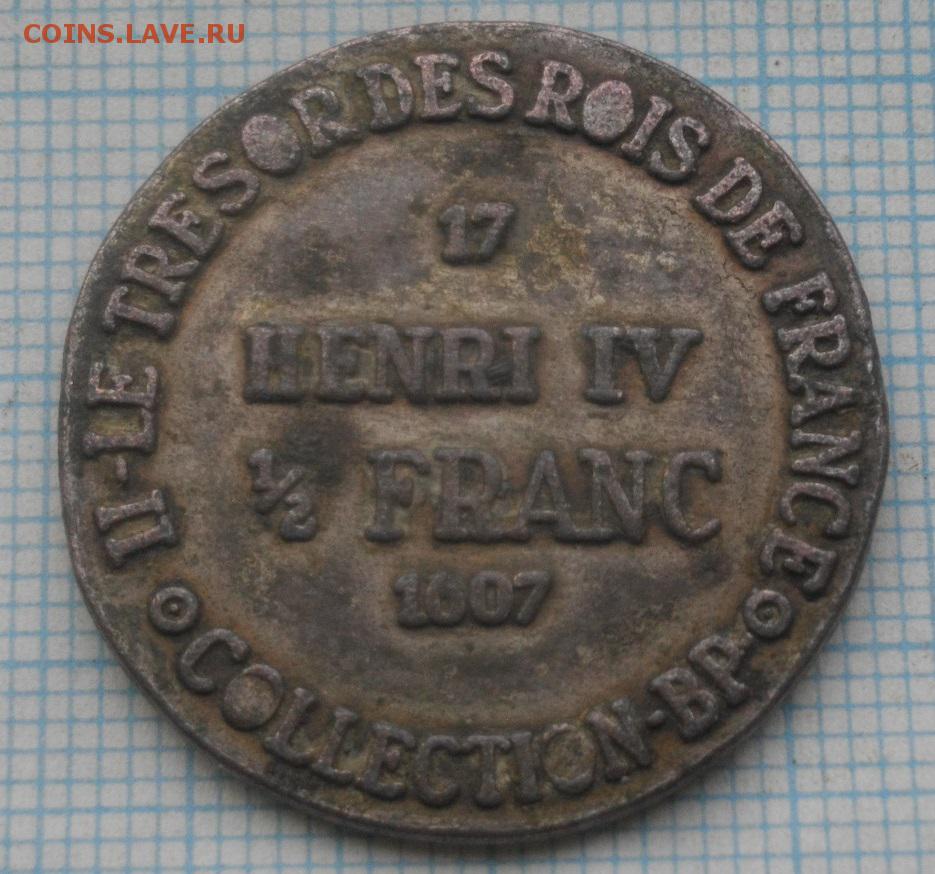 COINS.LAVE.RU
II-LE TRESOR DES ROIS DE FRANCE
17
HENRI IV
½ FRANC
1607
COLLECTION-BP